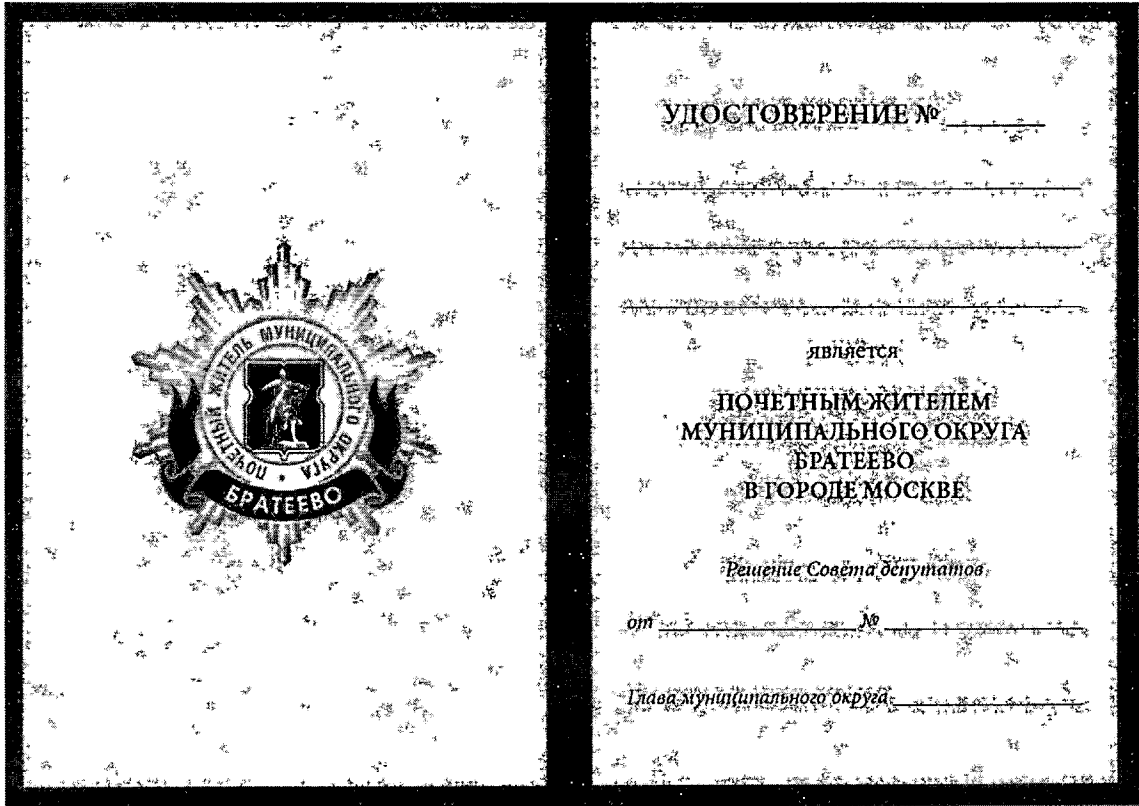 ПОЧЕТНЫЙ ЖИТЕЛЬ МУНИЦИПАЛЬНОГО ОКРУГА
БРАТЕЕВО
УДОСТОВЕРЕНИЕ №
является
ПОЧЕТНЫМ ЖИТЕЛЕМ
МУНИЦИПАЛЬНОГО ОКРУГА
БРАТЕЕВО
В ГОРОДЕ МОСКВЕ
Решение Совета депутатов
от № 
Глава муниципального округа